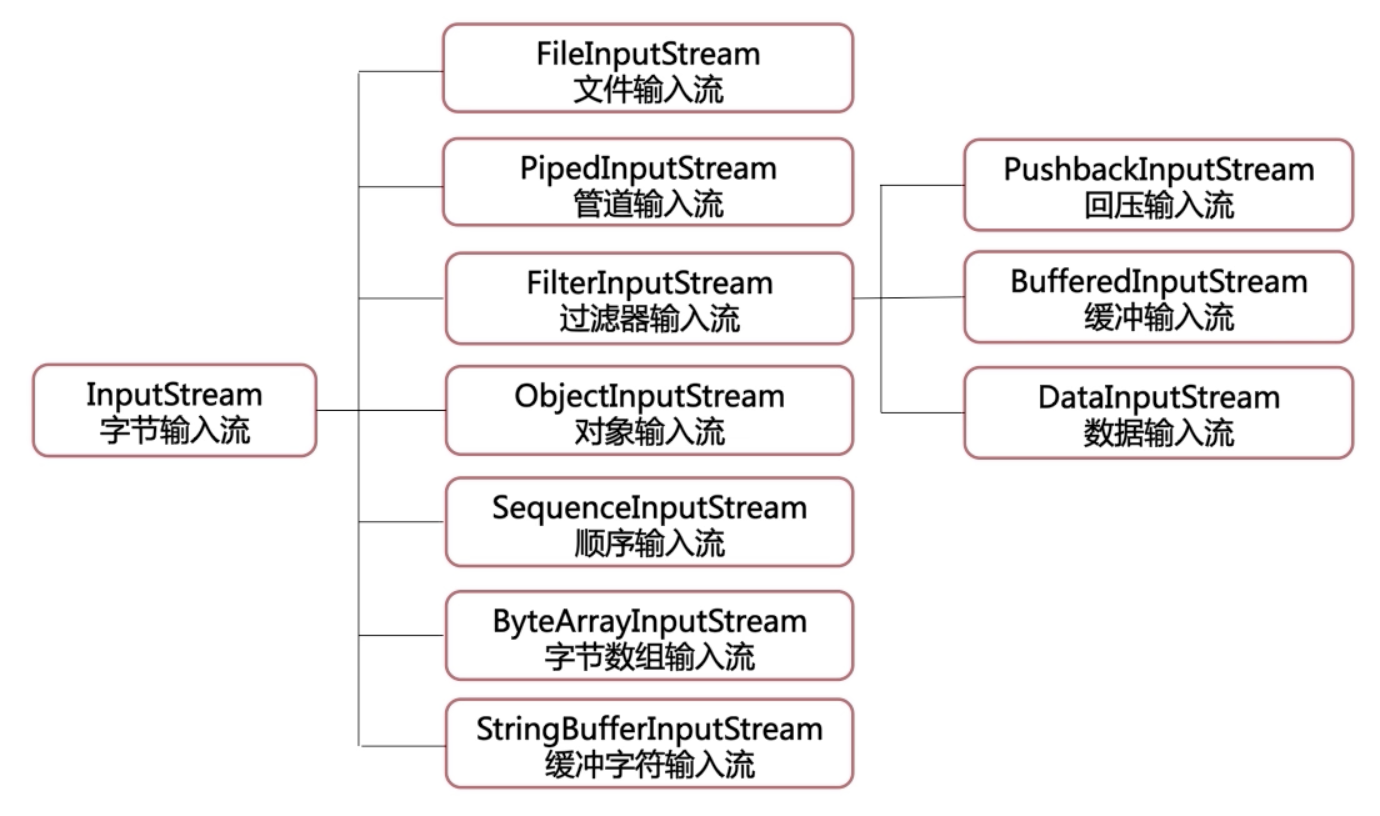 InputStream
字节输入流
FileInputStream
文件输入流
PipedInputStream
管道输入流
FilterInputStream
过滤器输入流
ObjectInputStream
对象输入流
SequenceInputStream
顺序输入流
ByteArrayInputStream
字节数组输入流
StringBufferInputStream
缓冲字符输入流
PushbackInputStream
回压输入流
BufferedInputStream
缓冲输入流
DataInputStream
数据输入流